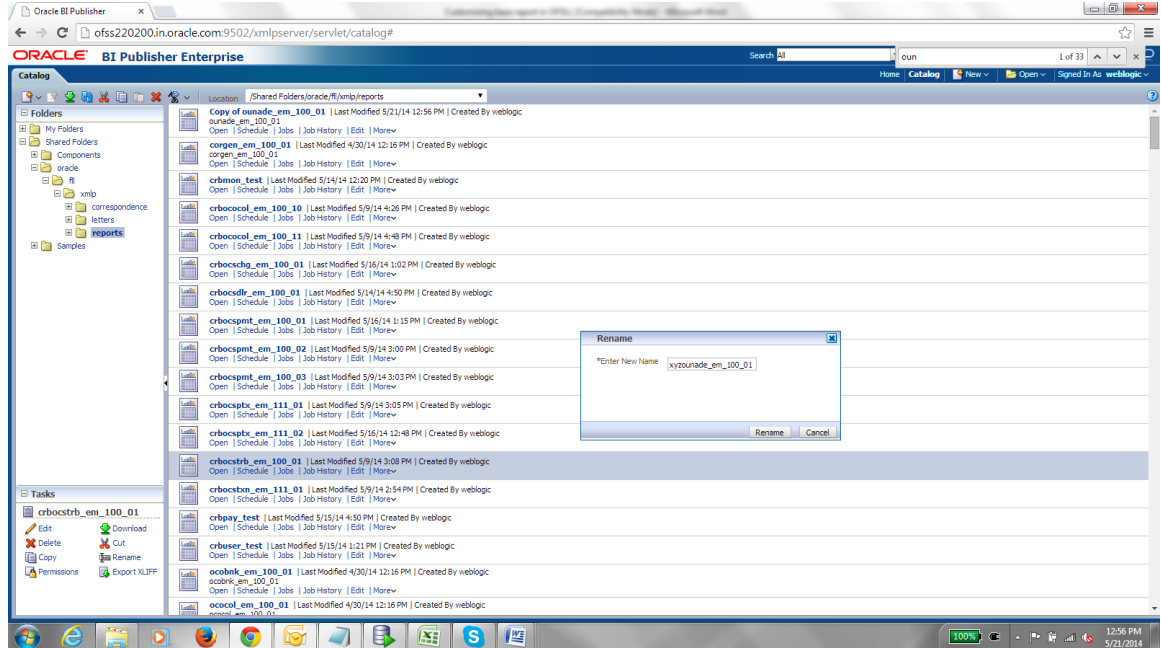 Oracle BI Publisher ×
Customising base report in OFSLL [Compatibility Mode] - Microsoft Word
ofss220200.in.oracle.com:9502/xmlpserver/servlet/catalog#
ORACLE BI Publisher Enterprise
Search All
oun 1 of 33
Catalog
Home Catalog New Open Signed In As weblogic
Location /Shared Folders/orade/fl/xmlp/reports
Folders
My Folders
Shared Folders
Components
orade
fl
xmlp
correspondence
letters
reports
Samples
Copy of ounade_em_100_01 | Last Modified 5/21/14 12:56 PM | Created By weblogic
ounade_em_100_01
Open | Schedule | Jobs | Job History | Edit | More
corgen_em_100_01 | Last Modified 4/30/14 12:16 PM | Created By weblogic
corgen_em_100_01
Open | Schedule | Jobs | Job History | Edit | More
crbmon_test | Last Modified 5/14/14 12:20 PM | Created By weblogic
Open | Schedule | Jobs | Job History | Edit | More
crbococol_em_100_10 | Last Modified 5/9/14 4:26 PM | Created By weblogic
Open | Schedule | Jobs | Job History | Edit | More
crbococol_em_100_11 | Last Modified 5/9/14 4:48 PM | Created By weblogic
Open | Schedule | Jobs | Job History | Edit | More
crbocschg_em_100_01 | Last Modified 5/16/14 1:02 PM | Created By weblogic
Open | Schedule | Jobs | Job History | Edit | More
crbocsdlr_em_100_01 | Last Modified 5/14/14 4:50 PM | Created By weblogic
Open | Schedule | Jobs | Job History | Edit | More
crbocspmt_em_100_01 | Last Modified 5/16/14 1:15 PM | Created By weblogic
Open | Schedule | Jobs | Job History | Edit | More
crbocspmt_em_100_02 | Last Modified 5/9/14 3:00 PM | Created By weblogic
Open | Schedule | Jobs | Job History | Edit | More
crbocspmt_em_100_03 | Last Modified 5/9/14 3:03 PM | Created By weblogic
Open | Schedule | Jobs | Job History | Edit | More
crbocsptx_em_111_01 | Last Modified 5/9/14 3:05 PM | Created By weblogic
Open | Schedule | Jobs | Job History | Edit | More
crbocsptx_em_111_02 | Last Modified 5/16/14 12:48 PM | Created By weblogic
Open | Schedule | Jobs | Job History | Edit | More
crbocstrb_em_100_01 | Last Modified 5/9/14 3:08 PM | Created By weblogic
Open | Schedule | Jobs | Job History | Edit | More
crbocstxn_em_111_01 | Last Modified 5/9/14 2:54 PM | Created By weblogic
Open | Schedule | Jobs | Job History | Edit | More
crbpay_test | Last Modified 5/15/14 4:50 PM | Created By weblogic
Open | Schedule | Jobs | Job History | Edit | More
crbuser_test | Last Modified 5/15/14 1:21 PM | Created By weblogic
Open | Schedule | Jobs | Job History | Edit | More
ocobnk_em_100_01 | Last Modified 4/30/14 12:16 PM | Created By weblogic
ocobnk_em_100_01
Open | Schedule | Jobs | Job History | Edit | More
ococol_em_100_01 | Last Modified 4/30/14 12:16 PM | Created By weblogic
ococol_em_100_01
Rename
*Enter New Name xyzounade_em_100_01
Rename Cancel
Tasks
crbocstrb_em_100_01
Edit Download
Delete Cut
Copy Rename
Permissions Export XLIFF
100%
12:56 PM
5/21/2014